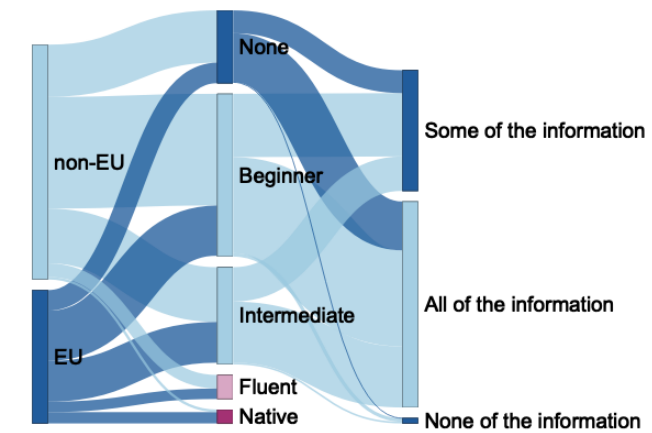 None
Some of the information
non-EU
Beginner
All of the information
Intermediate
EU
Fluent
Native
None of the information